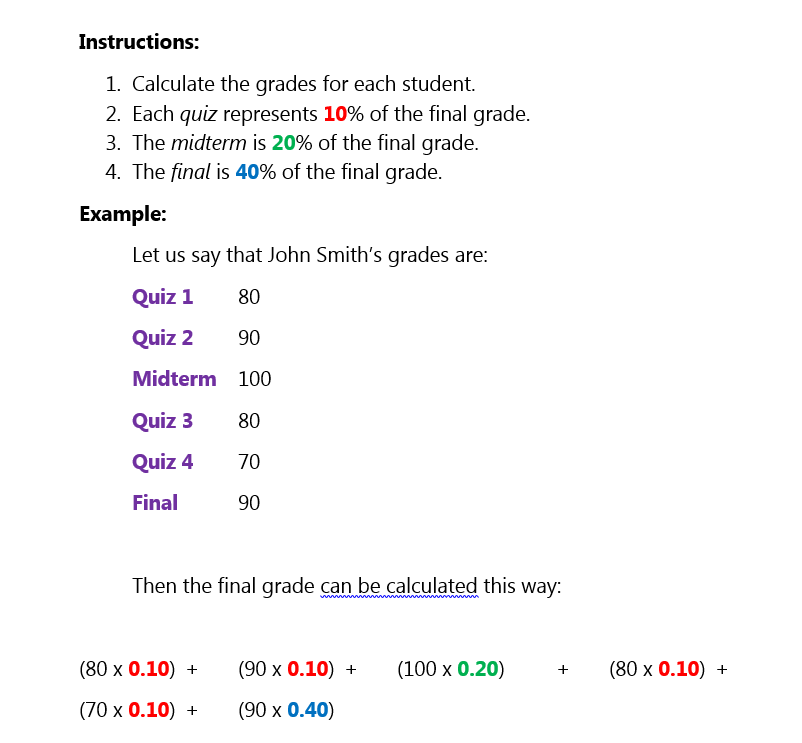 Instructions:
1. Calculate the grades for each student.
2. Each quiz represents 10% of the final grade.
3. The midterm is 20% of the final grade.
4. The final is 40% of the final grade.
Example:
Let us say that John Smith’s grades are:
Quiz 1 80
Quiz 2 90
Midterm 100
Quiz 3 80
Quiz 4 70
Final 90
Then the final grade can be calculated this way:
(80 x 0.10) + (90 x 0.10) + (100 x 0.20) + (80 x 0.10) +
(70 x 0.10) + (90 x 0.40)